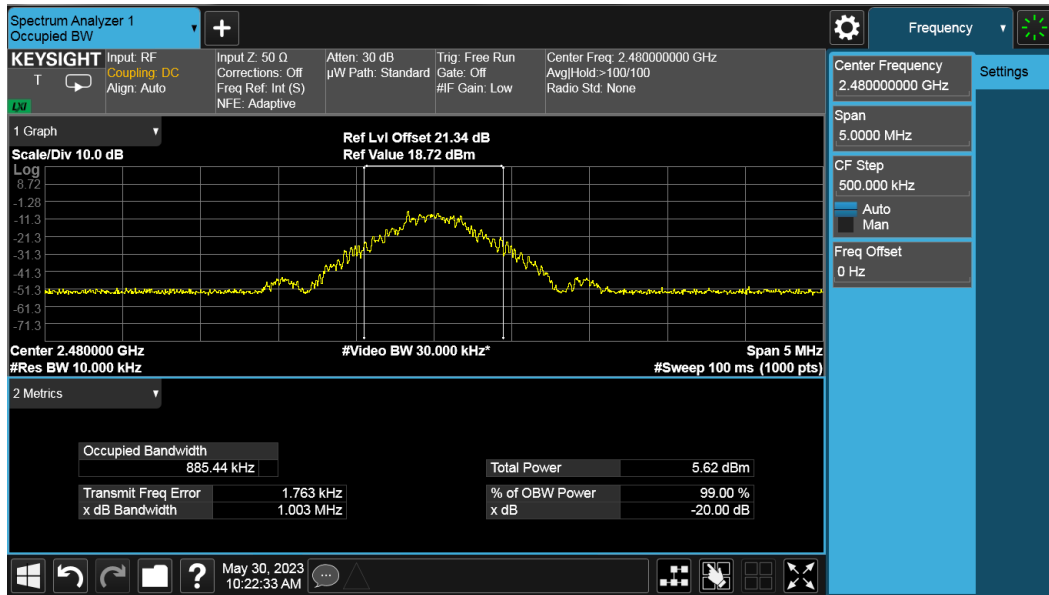 Spectrum Analyzer 1
Occupied BW
Frequency
KEYSIGHT
T
LXI
Input: RF
Coupling: DC
Align: Auto
Input Z: 50 Ω
Corrections: Off
Freq Ref: Int (S)
NFE: Adaptive
Atten: 30 dB
µW Path: Standard
Trig: Free Run
Gate: Off
#IF Gain: Low
Center Freq: 2.480000000 GHz
Avg|Hold:>100/100
Radio Std: None
Center Frequency
2.480000000 GHz
Settings
Span
5.0000 MHz
CF Step
500.000 kHz
Auto
Man
Freq Offset
0 Hz
1 Graph
Scale/Div 10.0 dB
Ref Lvl Offset 21.34 dB
Ref Value 18.72 dBm
Log
8.72
-1.28
-11.3
-21.3
-31.3
-41.3
-51.3
-61.3
-71.3
Center 2.480000 GHz
#Res BW 10.000 kHz
#Video BW 30.000 kHz*
Span 5 MHz
#Sweep 100 ms (1000 pts)
2 Metrics
Occupied Bandwidth
885.44 kHz
Total Power 5.62 dBm
Transmit Freq Error 1.763 kHz
% of OBW Power 99.00 %
x dB Bandwidth 1.003 MHz
x dB -20.00 dB
?
May 30, 2023
10:22:33 AM